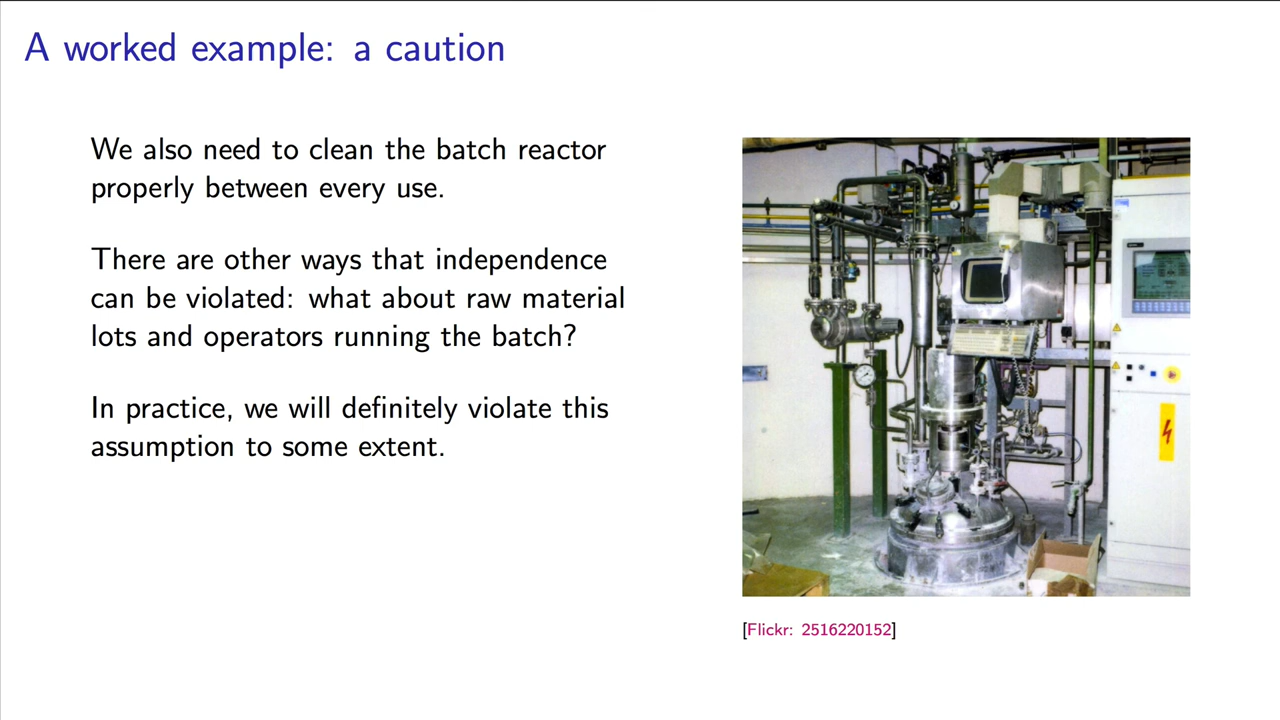 A worked example: a caution
We also need to clean the batch reactor
properly between every use.
There are other ways that independence
can be violated: what about raw material
lots and operators running the batch?
In practice, we will definitely violate this
assumption to some extent.
[Flickr: 2516220152]